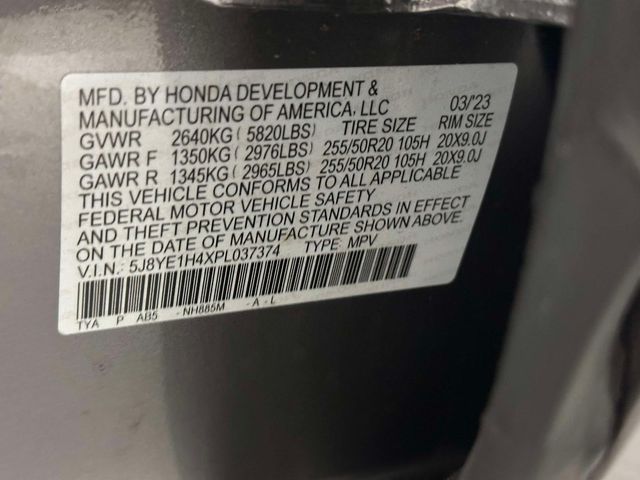 MFD. BY HONDA DEVELOPMENT &
MANUFACTURING OF AMERICA, LLC 03/'23
GVWR 2640KG ( 5820LBS) TIRE SIZE RIM SIZE
GAWR F 1350KG ( 2976LBS) 255/50R20 105H 20X9.0J
GAWR R 1345KG ( 2965LBS) 255/50R20 105H 20X9.0J
THIS VEHICLE CONFORMS TO ALL APPLICABLE
FEDERAL MOTOR VEHICLE SAFETY
AND THEFT PREVENTION STANDARDS IN EFFECT
ON THE DATE OF MANUFACTURE SHOWN ABOVE.
V.I.N.: 5J8YE1H4XPL037374 TYPE: MPV
TYA P AB5 - NH885M - A - L